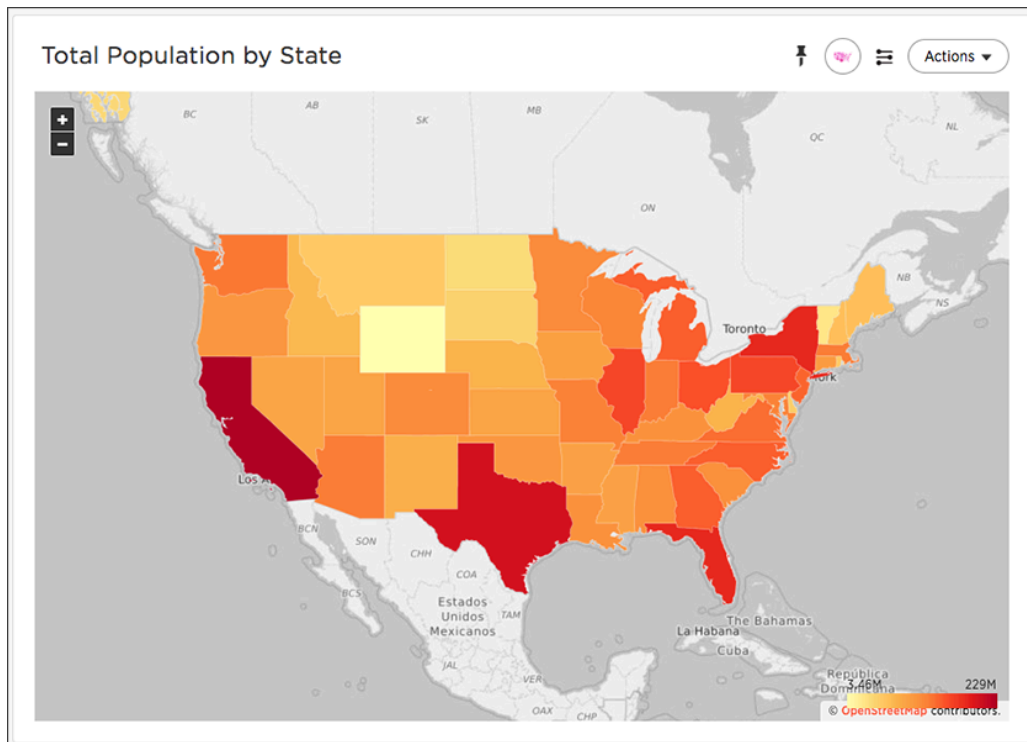 Total Population by State
Actions
+
−
BC
AB
SK
MB
ON
QC
NL
NB
NS
Toronto
ork
Los A
BCN
SON
CHH
COA
BCS
Estados
Unidos
Mexicanos
TAM
JAL
VER
OAX
CHP
The Bahamas
La Habana
Cuba
República
Dominicana
3.46M
229M
© OpenStreetMap contributors.